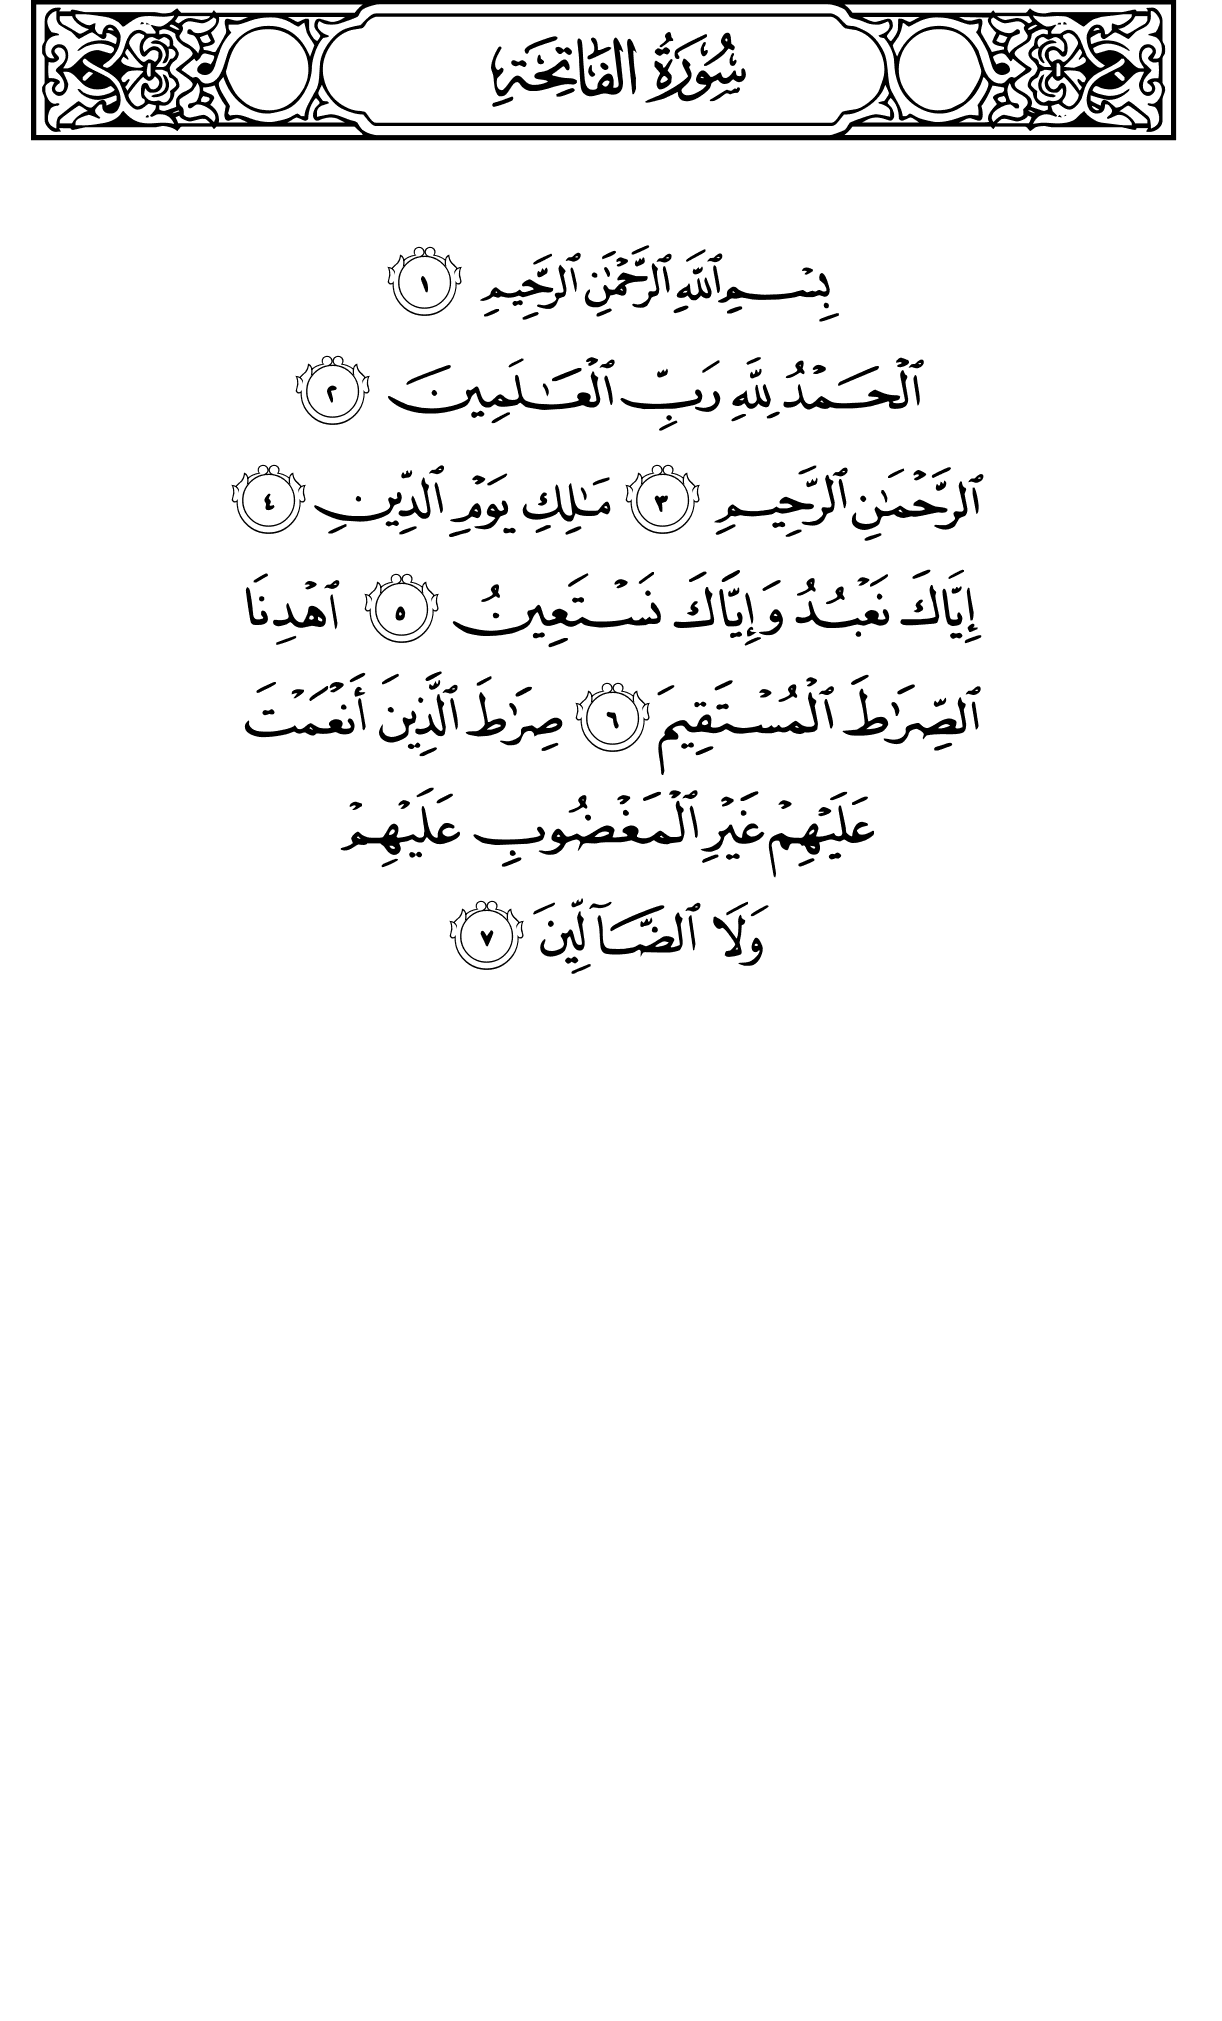 سُورَةُ الفَاتِحَةِ
بِسْمِ ٱللَّهِ ٱلرَّحْمَٰنِ ٱلرَّحِيمِ ١
ٱلْحَمْدُ لِلَّهِ رَبِّ ٱلْعَٰلَمِينَ ٢
ٱلرَّحْمَٰنِ ٱلرَّحِيمِ ٣ مَٰلِكِ يَوْمِ ٱلدِّينِ ٤
إِيَّاكَ نَعْبُدُ وَإِيَّاكَ نَسْتَعِينُ ٥ ٱهْدِنَا
ٱلصِّرَٰطَ ٱلْمُسْتَقِيمَ ٦ صِرَٰطَ ٱلَّذِينَ أَنْعَمْتَ
عَلَيْهِمْ غَيْرِ ٱلْمَغْضُوبِ عَلَيْهِمْ
وَلَا ٱلضَّآلِّينَ ٧